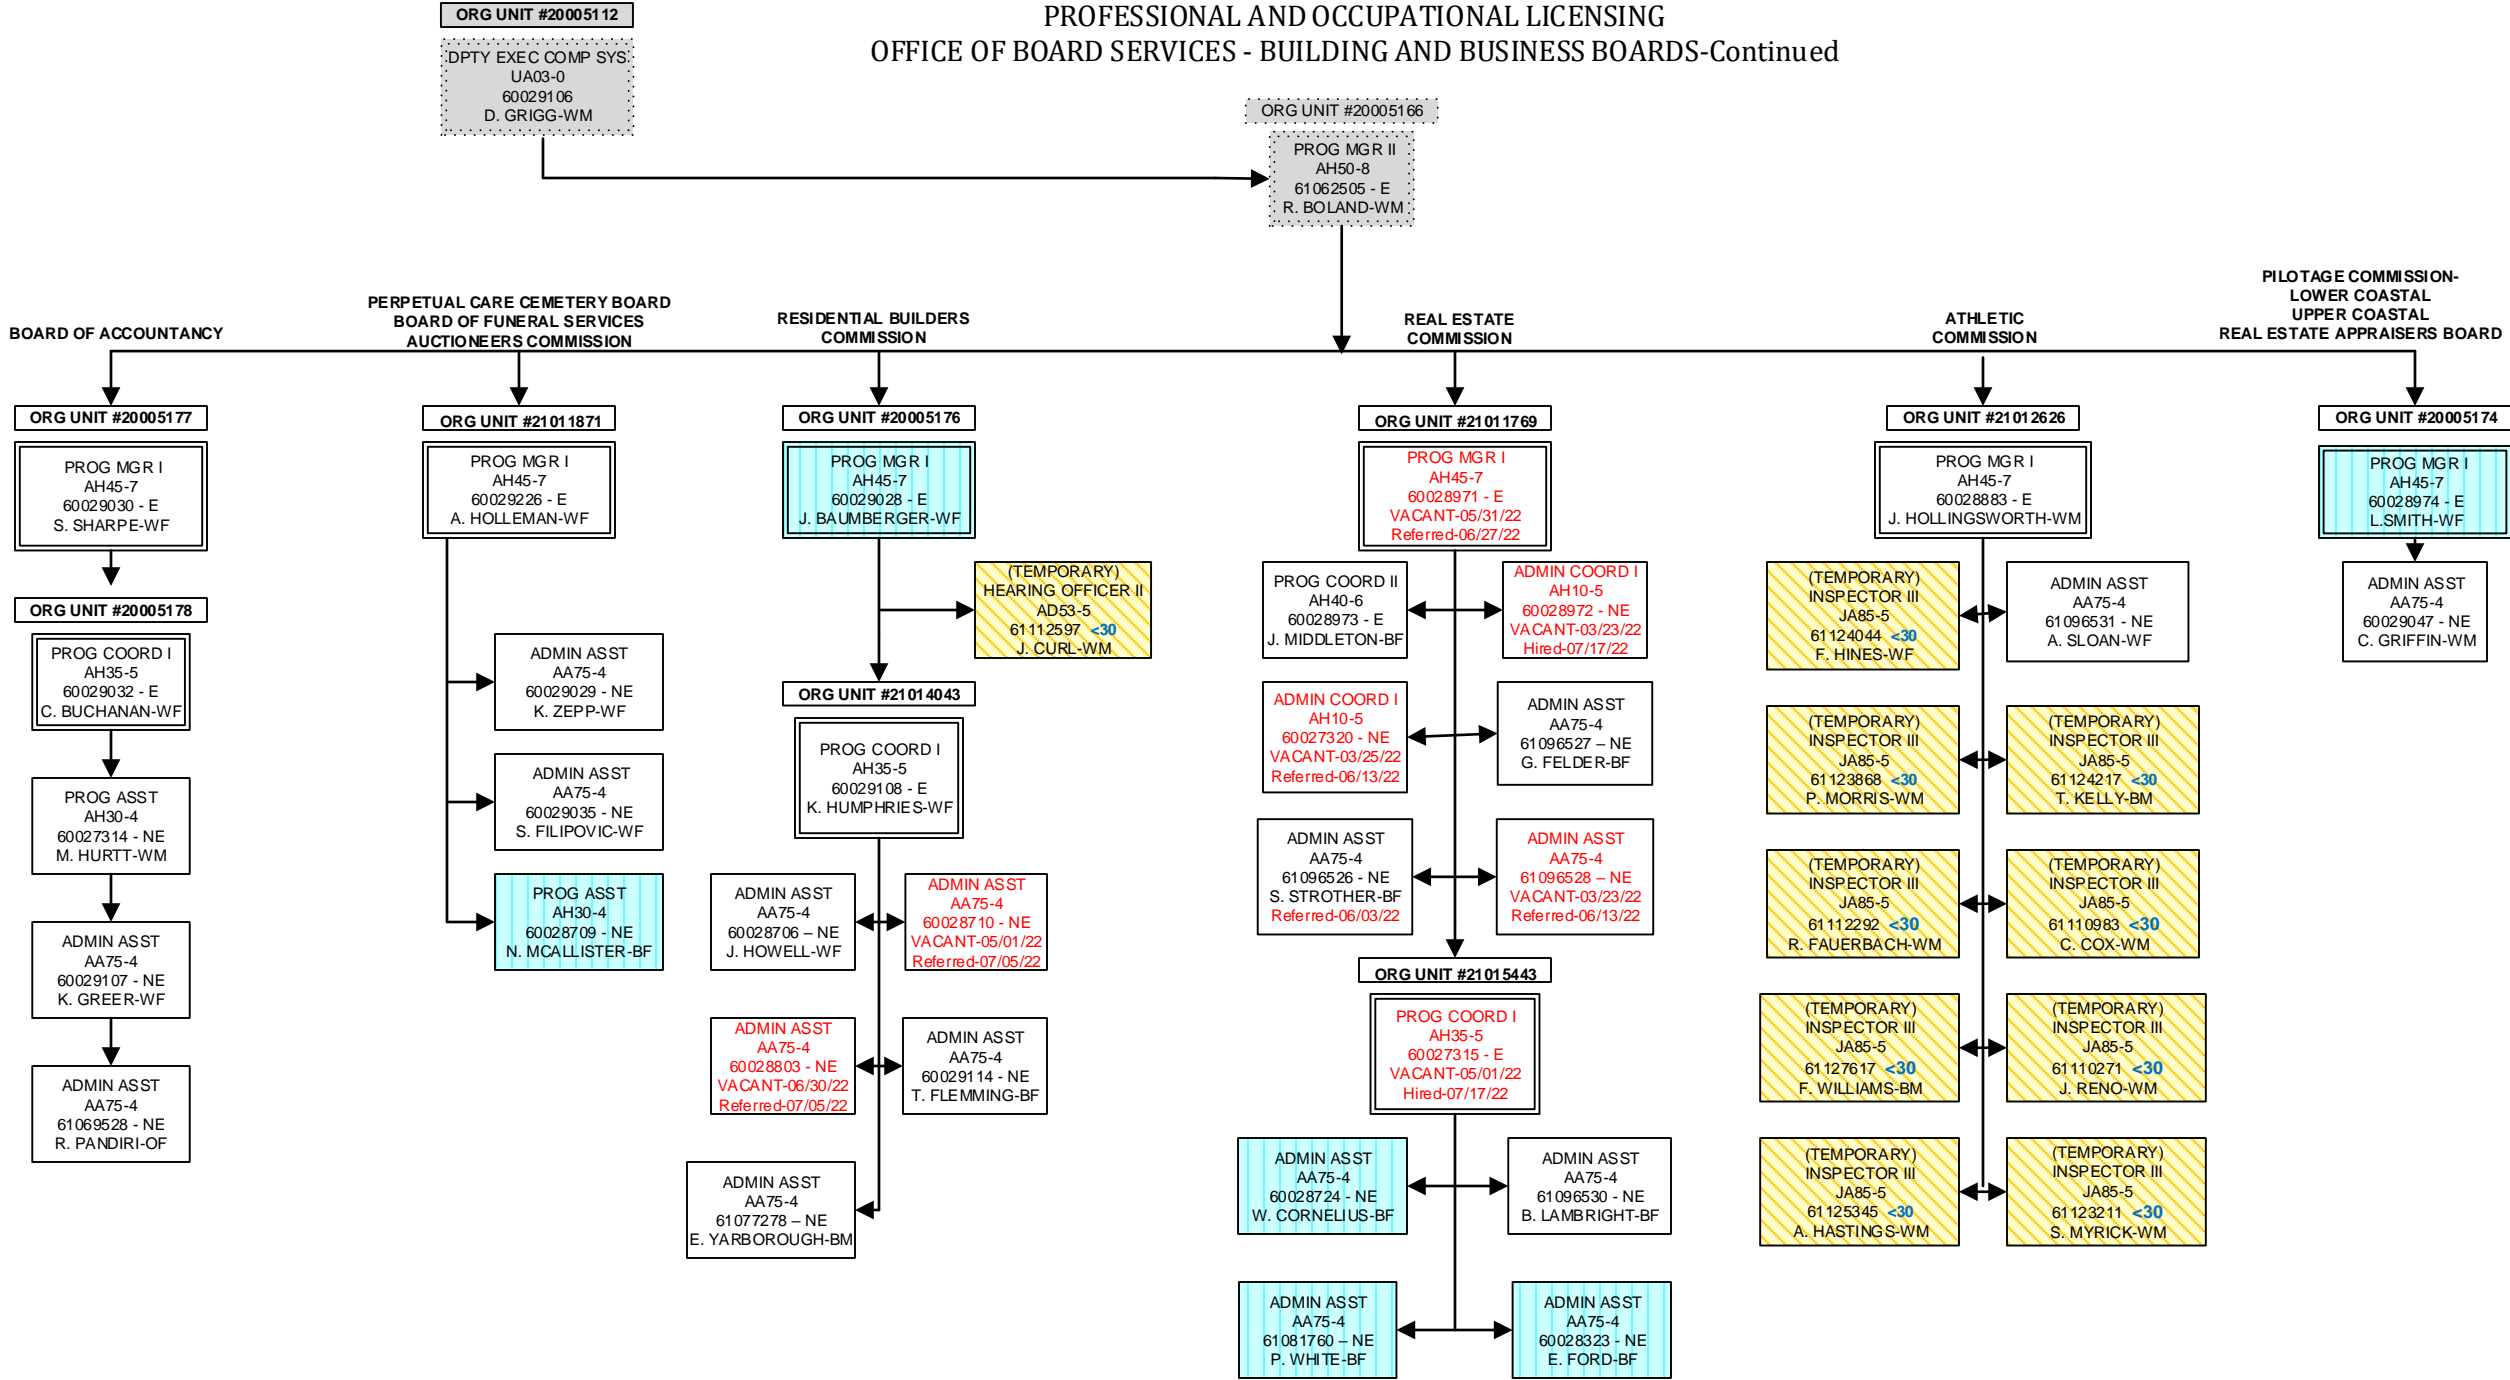 PROFESSIONAL AND OCCUPATIONAL LICENSING
OFFICE OF BOARD SERVICES - BUILDING AND BUSINESS BOARDS-Continued
ORG UNIT #20005112
DPTY EXEC COMP SYS
UA03-0
60029106
D. GRIGG-WM
ORG UNIT #20005166
PROG MGR II
AH50-8
61062505 - E
R. BOLAND-WM
BOARD OF ACCOUNTANCY
ORG UNIT #20005177
PROG MGR I
AH45-7
60029030 - E
S. SHARPE-WF
ORG UNIT #20005178
PROG COORD I
AH35-5
60029032 - E
C. BUCHANAN-WF
PROG ASST
AH30-4
60027314 - NE
M. HURTT-WM
ADMIN ASST
AA75-4
60029107 - NE
K. GREER-WF
ADMIN ASST
AA75-4
61069528 - NE
R. PANDIRI-OF
PERPETUAL CARE CEMETERY BOARD
BOARD OF FUNERAL SERVICES
AUCTIONEERS COMMISSION
ORG UNIT #21011871
PROG MGR I
AH45-7
60029226 - E
A. HOLLEMAN-WF
ADMIN ASST
AA75-4
60029029 - NE
K. ZEPP-WF
ADMIN ASST
AA75-4
60029035 - NE
S. FILIPOVIC-WF
PROG ASST
AH30-4
60028709 - NE
N. MCALLISTER-BF
RESIDENTIAL BUILDERS
COMMISSION
ORG UNIT #20005176
PROG MGR I
AH45-7
60029028 - E
J. BAUMBERGER-WF
(TEMPORARY)
HEARING OFFICER II
AD53-5
61112597 <30
J. CURL-WM
ORG UNIT #21014043
PROG COORD I
AH35-5
60029108 - E
K. HUMPHRIES-WF
ADMIN ASST
AA75-4
60028706 – NE
J. HOWELL-WF
ADMIN ASST
AA75-4
60028710 - NE
VACANT-05/01/22
Referred-07/05/22
ADMIN ASST
AA75-4
60028803 - NE
VACANT-06/30/22
Referred-07/05/22
ADMIN ASST
AA75-4
60029114 - NE
T. FLEMMING-BF
ADMIN ASST
AA75-4
61077278 – NE
E. YARBOROUGH-BM
REAL ESTATE
COMMISSION
ORG UNIT #21011769
PROG MGR I
AH45-7
60028971 - E
VACANT-05/31/22
Referred-06/27/22
PROG COORD II
AH40-6
60028973 - E
J. MIDDLETON-BF
ADMIN COORD I
AH10-5
60028972 - NE
VACANT-03/23/22
Hired-07/17/22
ADMIN COORD I
AH10-5
60027320 - NE
VACANT-03/25/22
Referred-06/13/22
ADMIN ASST
AA75-4
61096527 – NE
G. FELDER-BF
ADMIN ASST
AA75-4
61096526 - NE
S. STROTHER-BF
Referred-06/03/22
ADMIN ASST
AA75-4
61096528 – NE
VACANT-03/23/22
Referred-06/13/22
ORG UNIT #21015443
PROG COORD I
AH35-5
60027315 - E
VACANT-05/01/22
Hired-07/17/22
ADMIN ASST
AA75-4
60028724 - NE
W. CORNELIUS-BF
ADMIN ASST
AA75-4
61096530 - NE
B. LAMBRIGHT-BF
ADMIN ASST
AA75-4
61081760 – NE
P. WHITE-BF
ADMIN ASST
AA75-4
60028323 - NE
E. FORD-BF
ATHLETIC
COMMISSION
ORG UNIT #21012626
PROG MGR I
AH45-7
60028883 - E
J. HOLLINGSWORTH-WM
(TEMPORARY)
INSPECTOR III
JA85-5
61124044 <30
F. HINES-WF
ADMIN ASST
AA75-4
61096531 - NE
A. SLOAN-WF
(TEMPORARY)
INSPECTOR III
JA85-5
61123868 <30
P. MORRIS-WM
(TEMPORARY)
INSPECTOR III
JA85-5
61124217 <30
T. KELLY-BM
(TEMPORARY)
INSPECTOR III
JA85-5
61112292 <30
R. FAUERBACH-WM
(TEMPORARY)
INSPECTOR III
JA85-5
61110983 <30
C. COX-WM
(TEMPORARY)
INSPECTOR III
JA85-5
61127617 <30
F. WILLIAMS-BM
(TEMPORARY)
INSPECTOR III
JA85-5
61110271 <30
J. RENO-WM
(TEMPORARY)
INSPECTOR III
JA85-5
61125345 <30
A. HASTINGS-WM
(TEMPORARY)
INSPECTOR III
JA85-5
61123211 <30
S. MYRICK-WM
PILOTAGE COMMISSION-
LOWER COASTAL
UPPER COASTAL
REAL ESTATE APPRAISERS BOARD
ORG UNIT #20005174
PROG MGR I
AH45-7
60028974 - E
L.SMITH-WF
ADMIN ASST
AA75-4
60029047 - NE
C. GRIFFIN-WM